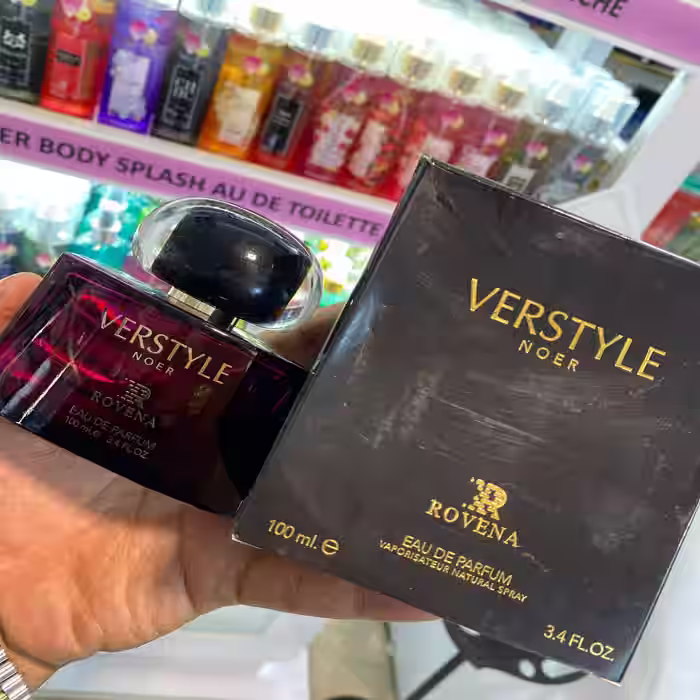 ICHE
ER BODY SPLASH AU DE TOILETTE
VERSTYLE
NOER
ROVENA
EAU DE PARFUM
100 ml.e 3.4 FL.OZ
VERSTYLE
NOER
ROVENA
100 ml. e
EAU DE PARFUM
VAPORISATEUR NATURAL SPRAY
3.4 FL.OZ.